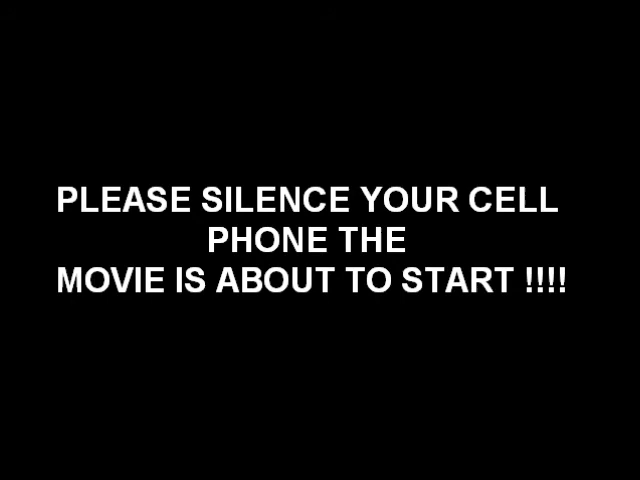 PLEASE SILENCE YOUR CELL
PHONE THE
MOVIE IS ABOUT TO START !!!!